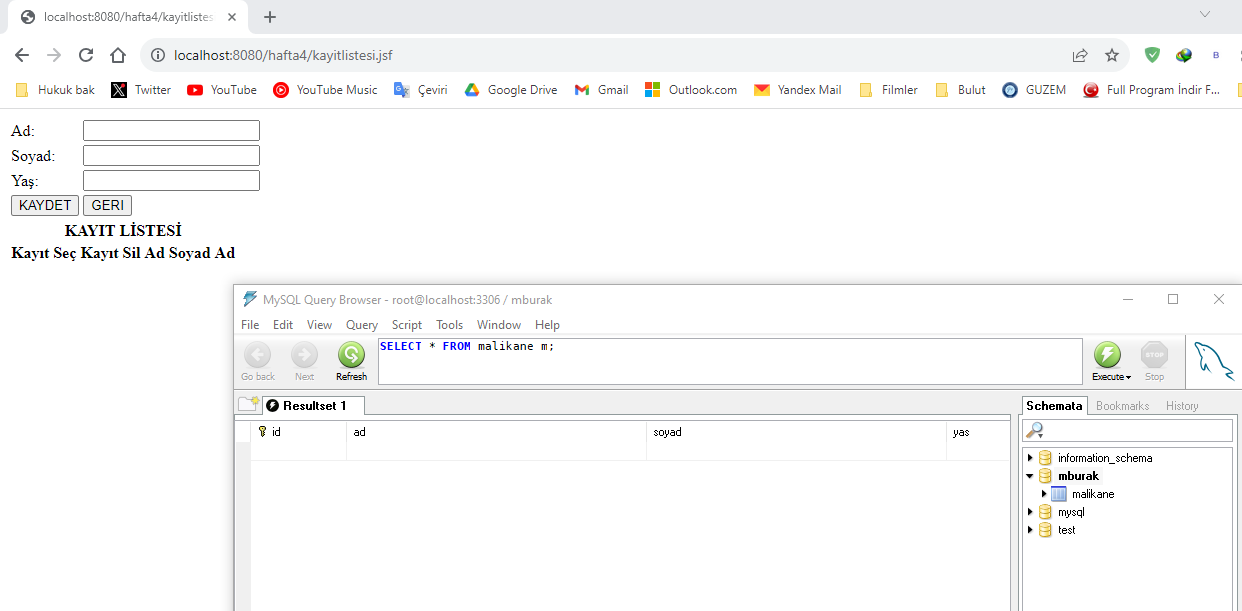 localhost:8080/hafta4/kayitlistes
localhost:8080/hafta4/kayitlistesi.jsf
Hukuk bak Twitter YouTube YouTube Music Çeviri Google Drive Gmail Outlook.com Yandex Mail Filmler Bulut GUZEM Full Program İndir F...
Ad:
Soyad:
Yaş:
KAYDET GERI
KAYIT LİSTESİ
Kayıt Seç Kayıt Sil Ad Soyad Ad
MySQL Query Browser - root@localhost:3306 / mburak
File Edit View Query Script Tools Window Help
SELECT * FROM malikane m;
Go back Next Refresh Execute STOP Stop
Resultset 1
Schemata Bookmarks History
id ad soyad yas
information_schema
mburak
malikane
mysql
test